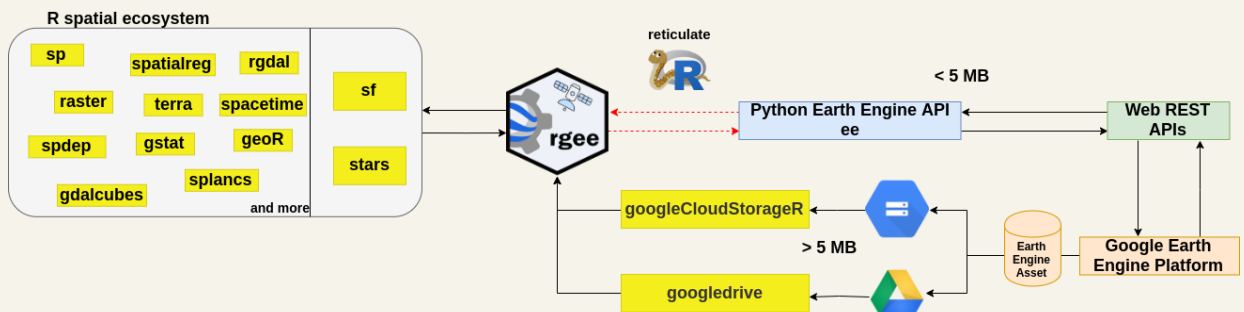 R spatial ecosystem
sp
spatialreg
rgdal
raster
terra
spacetime
spdep
gstat
geoR
gdalcubes
splancs
and more
sf
stars
rgee
reticulate
R
Python Earth Engine API
ee
< 5 MB
Web REST
APIs
googleCloudStorageR
> 5 MB
googledrive
Earth
Engine
Asset
Google Earth
Engine Platform